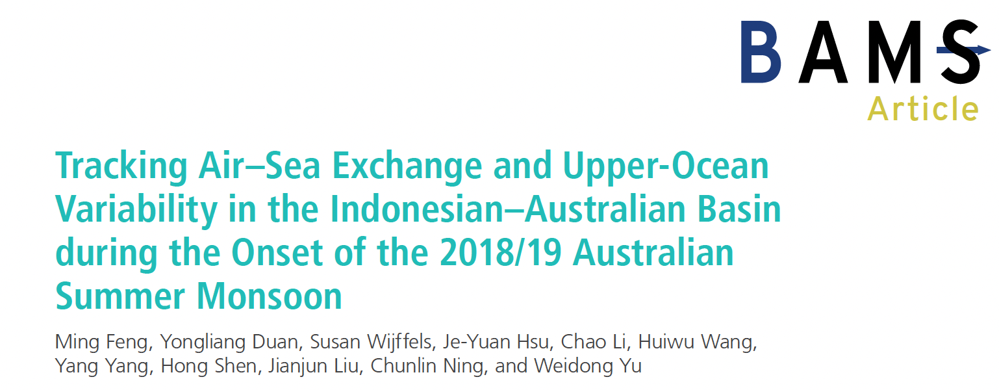 BAMS
Article
Tracking Air–Sea Exchange and Upper-Ocean
Variability in the Indonesian–Australian Basin
during the Onset of the 2018/19 Australian
Summer Monsoon
Ming Feng, Yongliang Duan, Susan Wijffels, Je-Yuan Hsu, Chao Li, Huiwu Wang,
Yang Yang, Hong Shen, Jianjun Liu, Chunlin Ning, and Weidong Yu